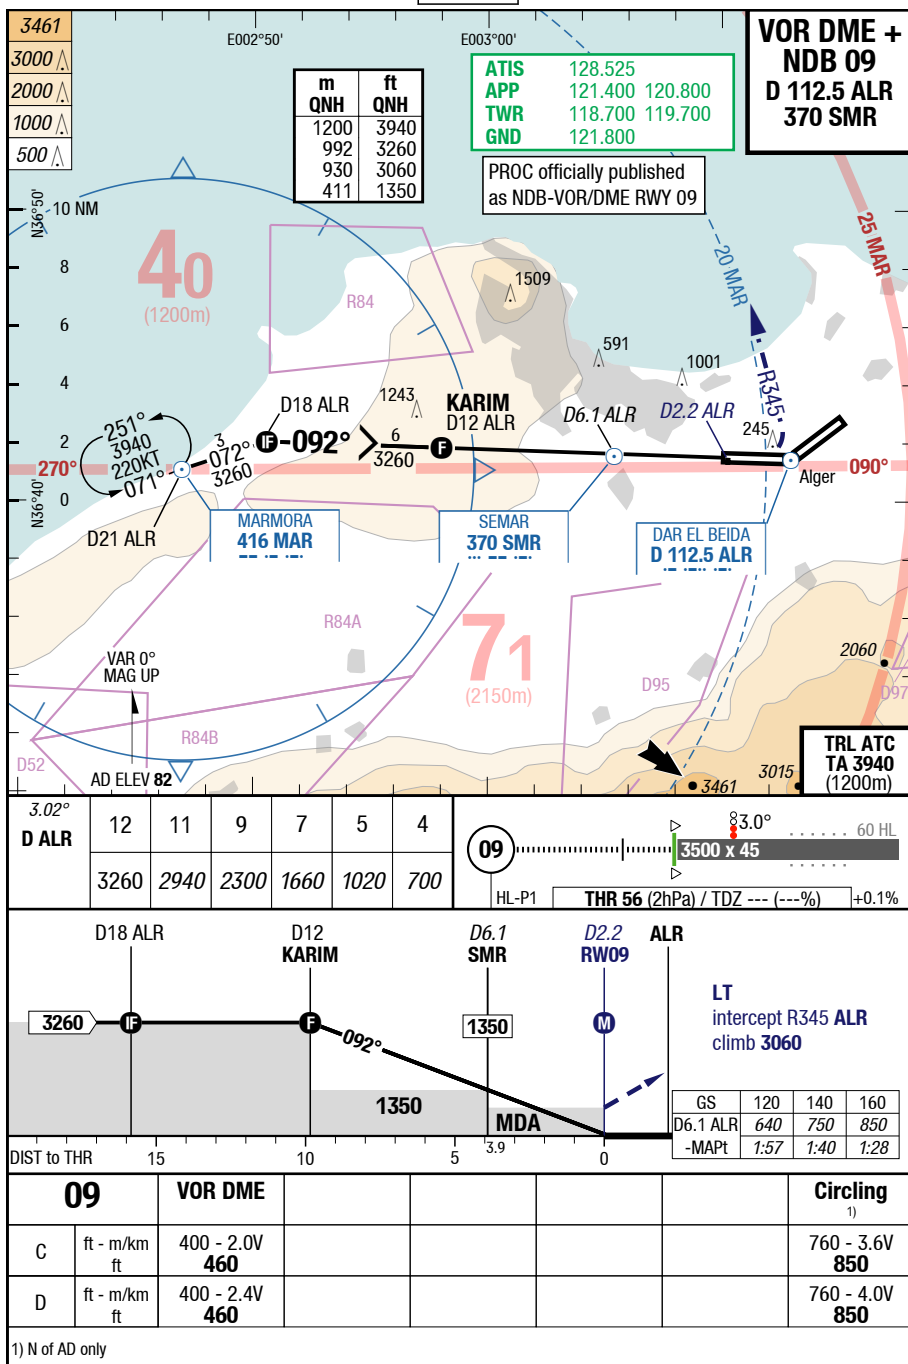 3461
3000
2000
1000
500
E002°50'
E003°00'
m ft
QNH QNH
1200 3940
992 3260
930 3060
411 1350
ATIS 128.525
APP 121.400 120.800
TWR 118.700 119.700
GND 121.800
VOR DME +
NDB 09
D 112.5 ALR
370 SMR
PROC officially published
as NDB-VOR/DME RWY 09
N36°50'
10 NM
8
6
4
2
0
N36°40'
40
(1200m)
R84
1509
591
1001
1243
245
20 MAR
25 MAR
R345
D18 ALR
KARIM
D12 ALR
D6.1 ALR
D2.2 ALR
251°
3940
220KT
071°
3
072°
3260
IF
092°
6
3260
F
270°
090°
Alger
D21 ALR
MARMORA
416 MAR
SEMAR
370 SMR
DAR EL BEIDA
D 112.5 ALR
R84A
71
(2150m)
VAR 0°
MAG UP
R84B
D52
AD ELEV 82
D95
2060
D97
3461
3015
TRL ATC
TA 3940
(1200m)
3.02°
D ALR 12 11 9 7 5 4
3260 2940 2300 1660 1020 700
09
3.0°
60 HL
3500 x 45
HL-P1
THR 56 (2hPa) / TDZ --- (---%)
+0.1%
D18 ALR
D12
KARIM
D6.1
SMR
D2.2
RW09
ALR
3260
IF
F
092°
1350
M
1350
MDA
LT
intercept R345 ALR
climb 3060
GS 120 140 160
D6.1 ALR 640 750 850
-MAPt 1:57 1:40 1:28
DIST to THR 15 10 5 3.9 0
09 VOR DME Circling
1)
C ft - m/km 400 - 2.0V 760 - 3.6V
ft 460 850
D ft - m/km 400 - 2.4V 760 - 4.0V
ft 460 850
1) N of AD only